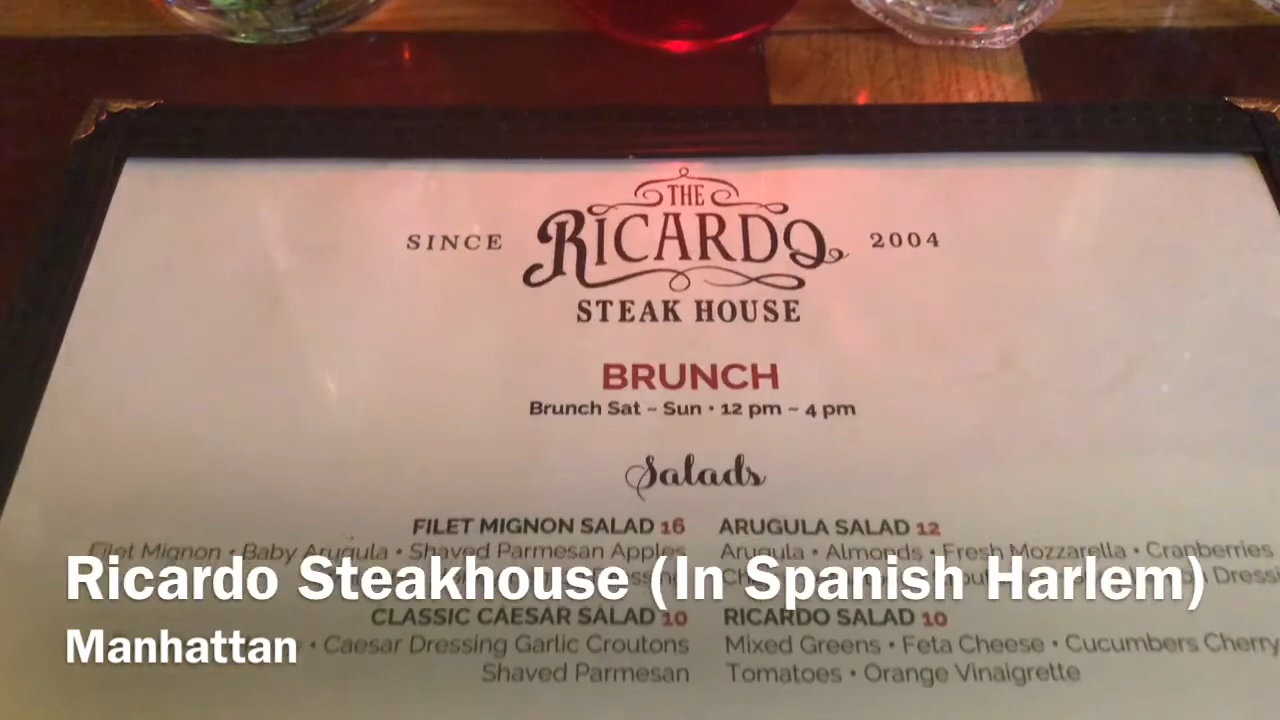 THE
SINCE RICARDO 2004
STEAK HOUSE
BRUNCH
Brunch Sat ~ Sun • 12 pm ~ 4 pm
Salads
FILET MIGNON SALAD 16
Filet Mignon • Baby Arugula • Shaved Parmesan Apples
ARUGULA SALAD 12
Arugula • Almonds • Fresh Mozzarella • Cranberries
Ricardo Steakhouse (In Spanish Harlem)
Manhattan
CLASSIC CAESAR SALAD 10
• Caesar Dressing Garlic Croutons
Shaved Parmesan
RICARDO SALAD 10
Mixed Greens • Feta Cheese • Cucumbers Cherry
Tomatoes • Orange Vinaigrette